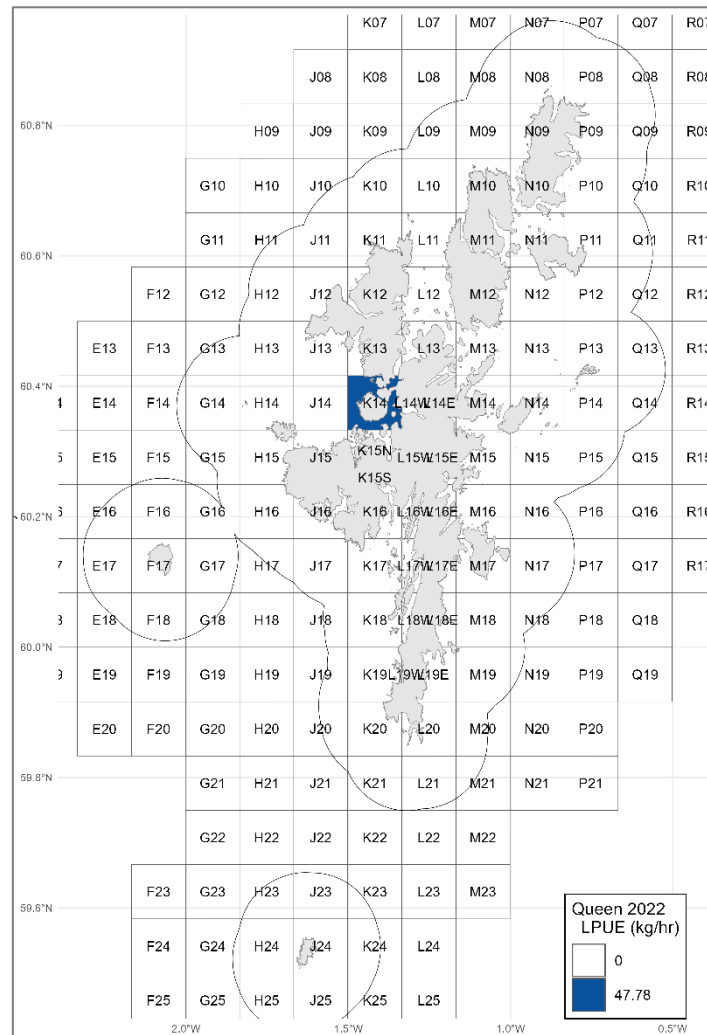 K07 L07 M07 N07 P07 Q07 R07
J08 K08 L08 M08 N08 P08 Q08 R08
60.8°N
H09 J09 K09 L09 M09 N09 P09 Q09 R09
G10 H10 J10 K10 L10 M10 N10 P10 Q10 R10
G11 H11 J11 K11 L11 M11 N11 P11 Q11 R11
60.6°N
F12 G12 H12 J12 K12 L12 M12 N12 P12 Q12 R12
E13 F13 G13 H13 J13 K13 L13 M13 N13 P13 Q13 R13
60.4°N
4 E14 F14 G14 H14 J14 K14 L14W L14E M14 N14 P14 Q14 R14
K15N
5 E15 F15 G15 H15 J15 L15W L15E M15 N15 P15 Q15 R15
K15S
60.2°N
6 E16 F16 G16 H16 J16 K16 L16W L16E M16 N16 P16 Q16 R16
7 E17 F17 G17 H17 J17 K17 L17W L17E M17 N17 P17 Q17 R17
60.0°N
8 E18 F18 G18 H18 J18 K18 L18W L18E M18 N18 P18 Q18
9 E19 F19 G19 H19 J19 K19 L19W L19E M19 N19 P19 Q19
E20 F20 G20 H20 J20 K20 L20 M20 N20 P20
59.8°N
G21 H21 J21 K21 L21 M21 N21 P21
G22 H22 J22 K22 L22 M22
F23 G23 H23 J23 K23 L23 M23
59.6°N
F24 G24 H24 J24 K24 L24
F25 G25 H25 J25 K25 L25
Queen 2022
LPUE (kg/hr)
0
47.78
2.0°W 1.5°W 1.0°W 0.5°W